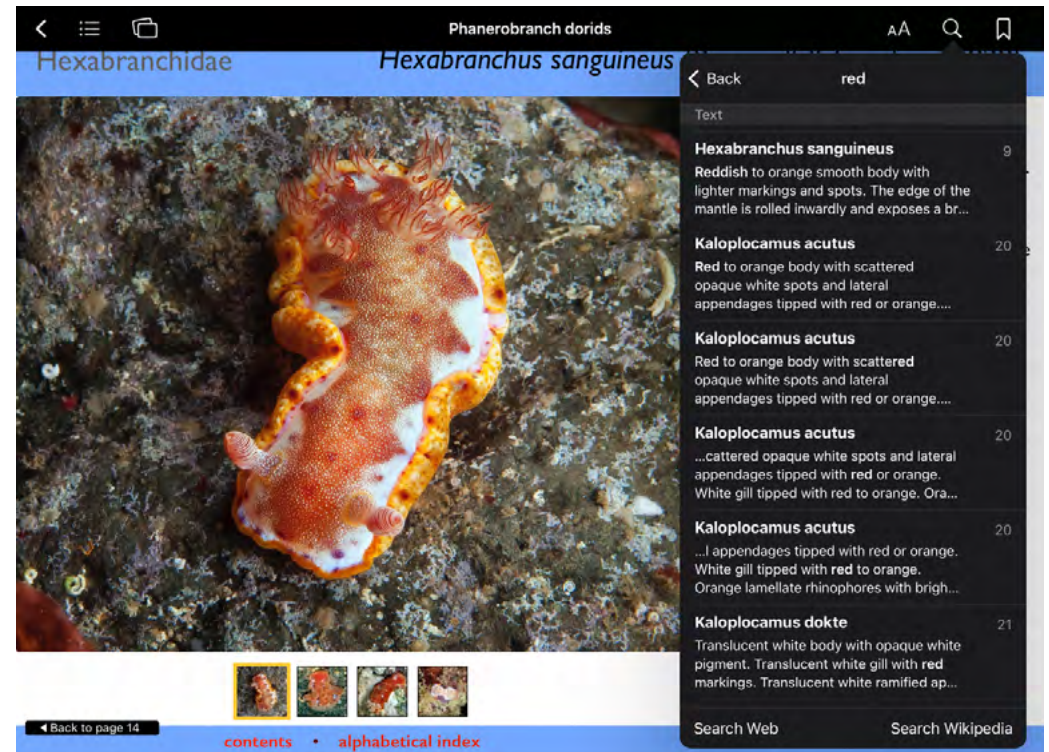 Phanerobranch dorids
AA
Hexabranchidae
Hexabranchus sanguineus
Back
red
Text
Hexabranchus sanguineus
9
Reddish to orange smooth body with
lighter markings and spots. The edge of the
mantle is rolled inwardly and exposes a br...
Kaloplocamus acutus
20
Red to orange body with scattered
opaque white spots and lateral
appendages tipped with red or orange....
Kaloplocamus acutus
20
Red to orange body with scattered
opaque white spots and lateral
appendages tipped with red or orange....
Kaloplocamus acutus
20
...cattered opaque white spots and lateral
appendages tipped with red or orange.
White gill tipped with red to orange. Ora...
Kaloplocamus acutus
20
...l appendages tipped with red or orange.
White gill tipped with red to orange.
Orange lamellate rhinophores with brigh...
Kaloplocamus dokte
21
Translucent white body with opaque white
pigment. Translucent white gill with red
markings. Translucent white ramified ap...
Search Web
Search Wikipedia
Back to page 14
contents • alphabetical index